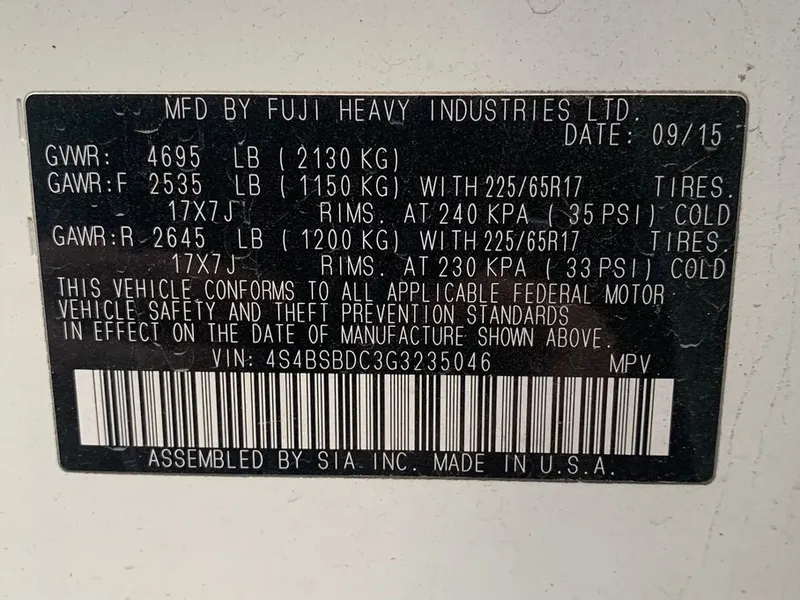 MFD BY FUJI HEAVY INDUSTRIES LTD.
DATE: 09/15
GVWR: 4695 LB ( 2130 KG)
GAWR:F 2535 LB ( 1150 KG) WITH 225/65R17 TIRES.
17X7J RIMS. AT 240 KPA ( 35 PSI) COLD
GAWR:R 2645 LB ( 1200 KG) WITH 225/65R17 TIRES.
17X7J RIMS. AT 230 KPA ( 33 PSI) COLD
THIS VEHICLE CONFORMS TO ALL APPLICABLE FEDERAL MOTOR
VEHICLE SAFETY AND THEFT PREVENTION STANDARDS
IN EFFECT ON THE DATE OF MANUFACTURE SHOWN ABOVE.
VIN: 4S4BSBDC3G3235046 MPV
ASSEMBLED BY SIA INC. MADE IN U.S.A.